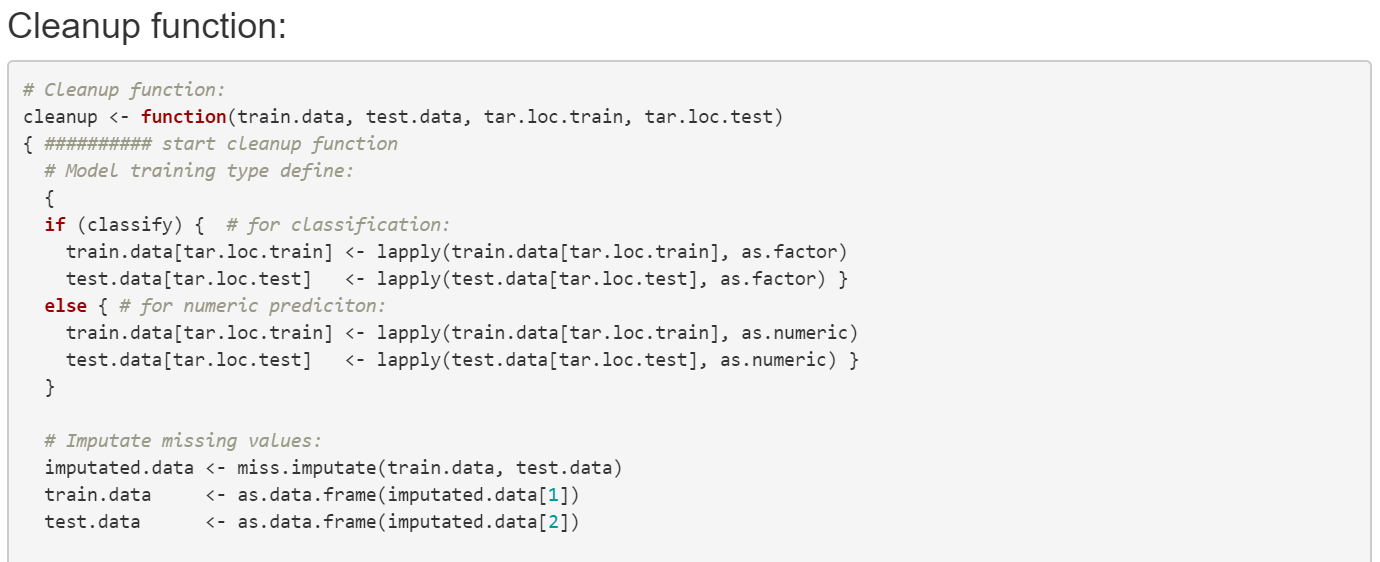 Cleanup function:
# Cleanup function:
cleanup <- function(train.data, test.data, tar.loc.train, tar.loc.test)
{ ########## start cleanup function
  # Model training type define:
  {
  if (classify) {  # for classification:
    train.data[tar.loc.train] <- lapply(train.data[tar.loc.train], as.factor)
    test.data[tar.loc.test]   <- lapply(test.data[tar.loc.test], as.factor) }
  else { # for numeric prediciton:
    train.data[tar.loc.train] <- lapply(train.data[tar.loc.train], as.numeric)
    test.data[tar.loc.test]   <- lapply(test.data[tar.loc.test], as.numeric) }
  }
  # Imputate missing values:
  imputated.data <- miss.imputate(train.data, test.data)
  train.data     <- as.data.frame(imputated.data[1])
  test.data      <- as.data.frame(imputated.data[2])